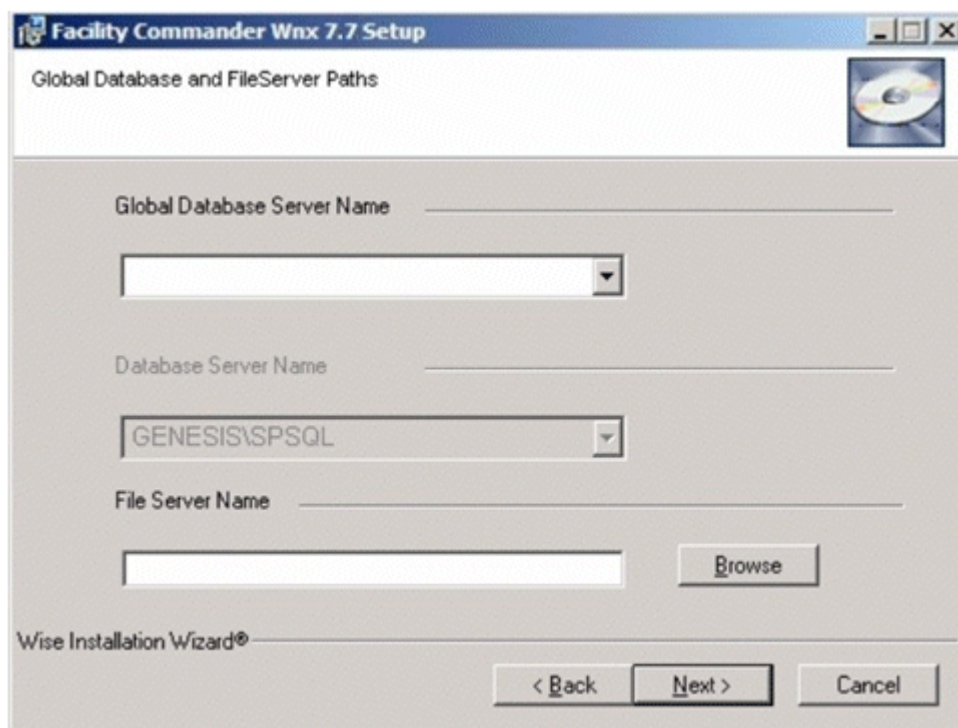 Facility Commander Wnx 7.7 Setup
Global Database and FileServer Paths
Global Database Server Name
Database Server Name
GENESIS\SPSQL
File Server Name
Browse
Wise Installation Wizard®
< Back
Next >
Cancel